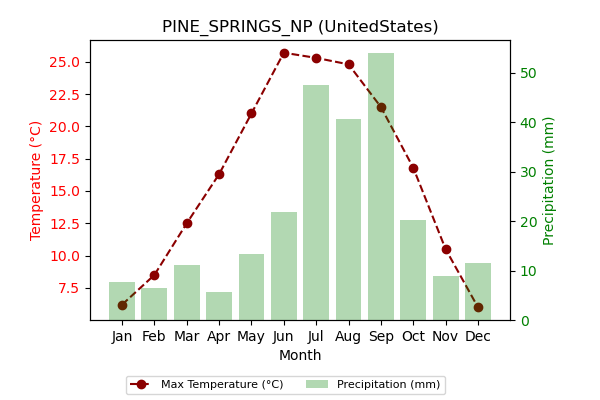 PINE_SPRINGS_NP (UnitedStates)
25.0
22.5
20.0
17.5
15.0
12.5
10.0
7.5
Temperature (°C)
50
40
30
20
10
0
Precipitation (mm)
Jan Feb Mar Apr May Jun Jul Aug Sep Oct Nov Dec
Month
Max Temperature (°C) Precipitation (mm)